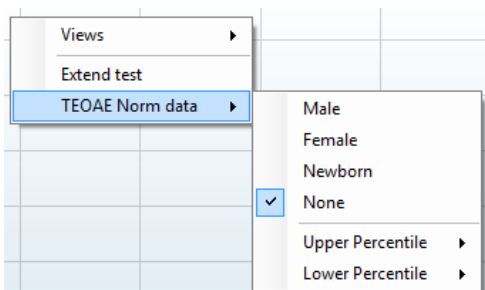 Views
Extend test
TEOAE Norm data
Male
Female
Newborn
None
Upper Percentile
Lower Percentile